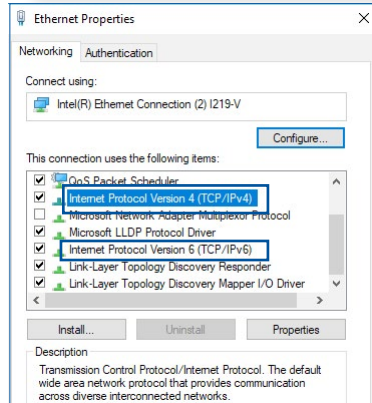 Ethernet Properties
Networking Authentication
Connect using:
Intel(R) Ethernet Connection (2) I219-V
Configure...
This connection uses the following items:
QoS Packet Scheduler
Internet Protocol Version 4 (TCP/IPv4)
Microsoft Network Adapter Multiplexor Protocol
Microsoft LLDP Protocol Driver
Internet Protocol Version 6 (TCP/IPv6)
Link-Layer Topology Discovery Responder
Link-Layer Topology Discovery Mapper I/O Driver
Install... Uninstall Properties
Description
Transmission Control Protocol/Internet Protocol. The default
wide area network protocol that provides communication
across diverse interconnected networks.